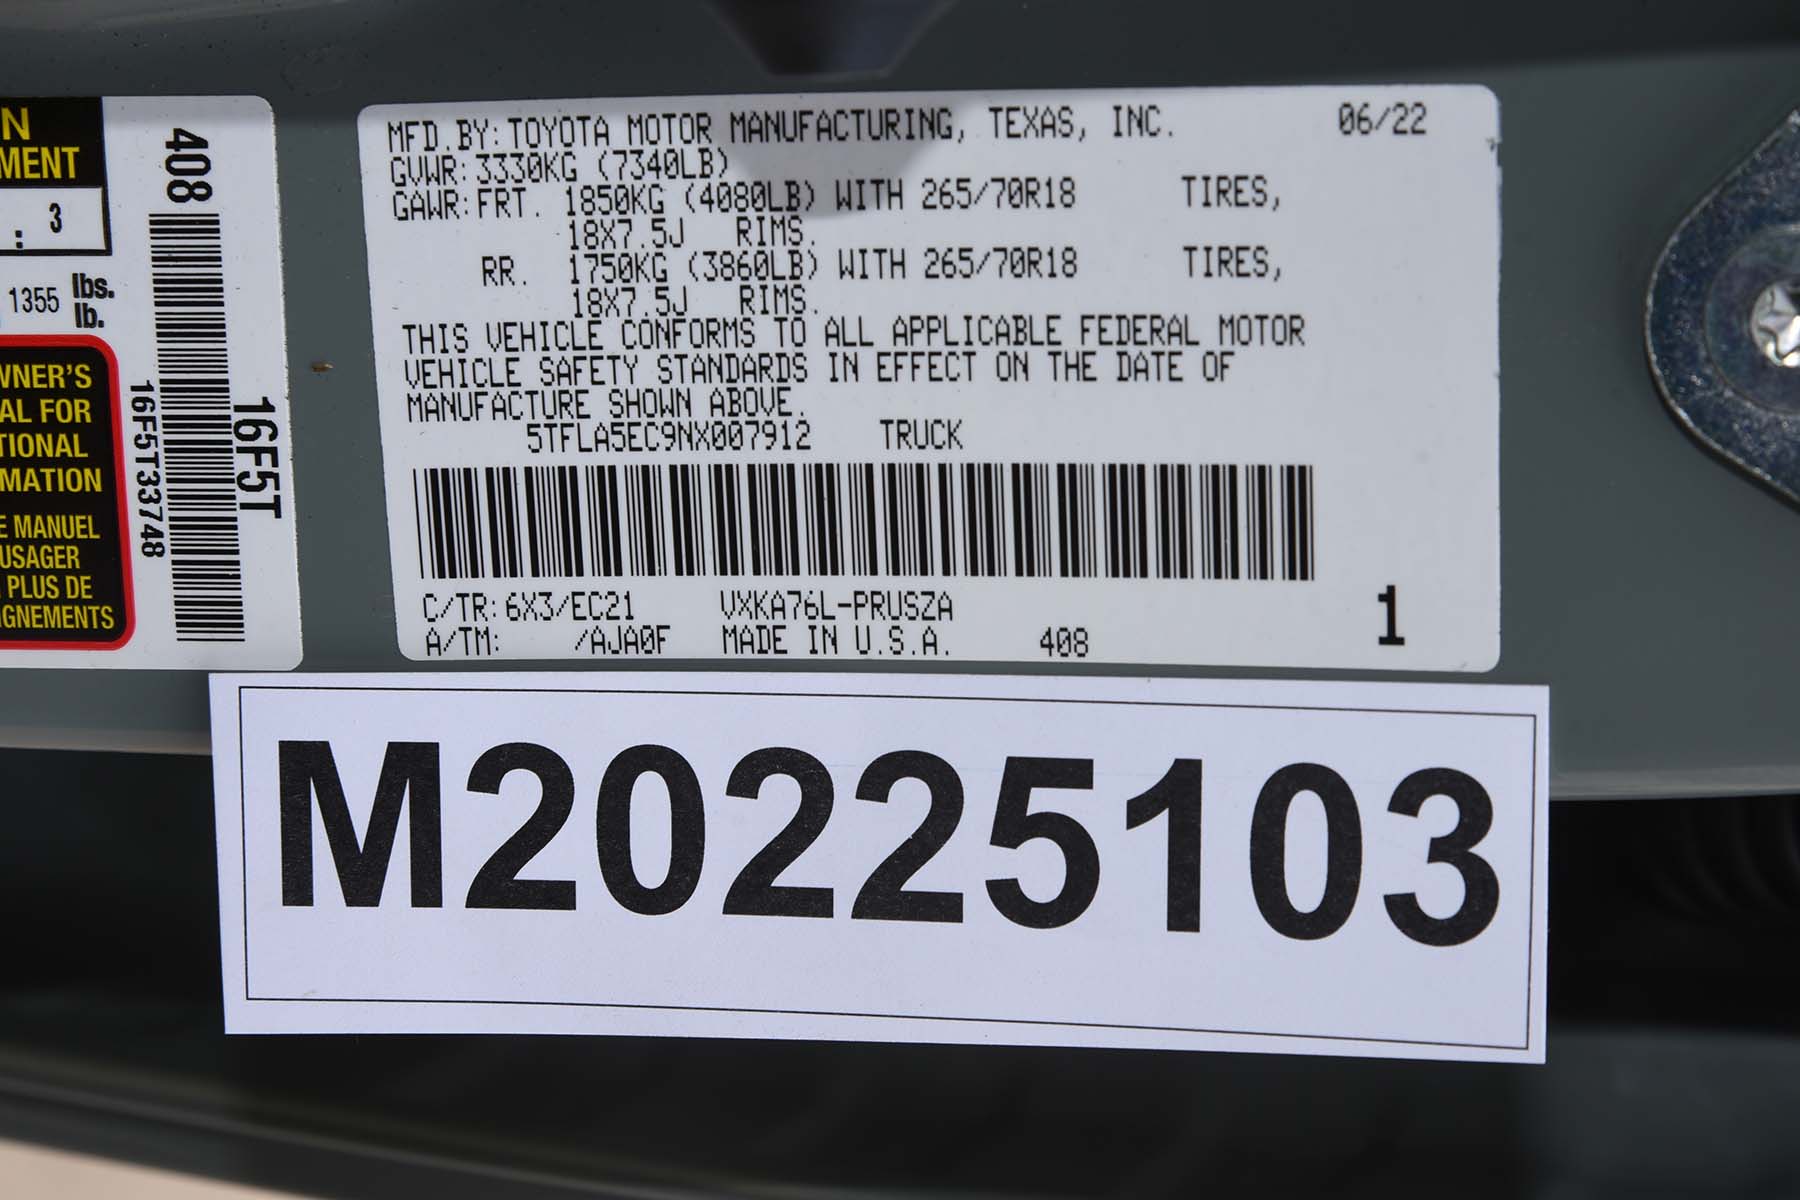 N
MENT
: 3
1355 lbs.
lb.
WNER'S
AL FOR
TIONAL
MATION
E MANUEL
USAGER
PLUS DE
IGNEMENTS
408
16F5T
16F5T33748
MFD.BY:TOYOTA MOTOR MANUFACTURING, TEXAS, INC. 06/22
GVWR:3330KG (7340LB)
GAWR:FRT. 1850KG (4080LB) WITH 265/70R18 TIRES,
18X7.5J RIMS.
RR. 1750KG (3860LB) WITH 265/70R18 TIRES,
18X7.5J RIMS.
THIS VEHICLE CONFORMS TO ALL APPLICABLE FEDERAL MOTOR
VEHICLE SAFETY STANDARDS IN EFFECT ON THE DATE OF
MANUFACTURE SHOWN ABOVE.
5TFLA5EC9NX007912 TRUCK
C/TR:6X3/EC21 VXKA76L-PRUSZA
A/TM: /AJA0F MADE IN U.S.A. 408 1
M20225103